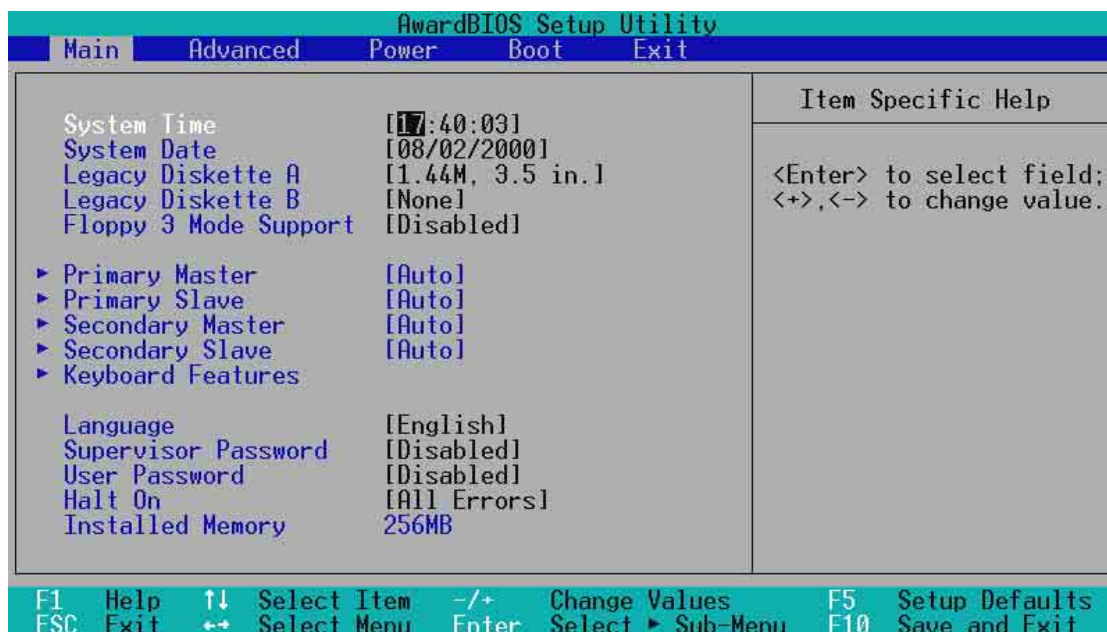 AwardBIOS Setup Utility
Main Advanced Power Boot Exit
Item Specific Help
System Time [17:40:03]
System Date [08/02/2000]
Legacy Diskette A [1.44M, 3.5 in.]
Legacy Diskette B [None]
Floppy 3 Mode Support [Disabled]
<Enter> to select field;
<+>,<-> to change value.
▶ Primary Master [Auto]
▶ Primary Slave [Auto]
▶ Secondary Master [Auto]
▶ Secondary Slave [Auto]
▶ Keyboard Features
Language [English]
Supervisor Password [Disabled]
User Password [Disabled]
Halt On [All Errors]
Installed Memory 256MB
F1 Help ↑↓ Select Item -/+ Change Values F5 Setup Defaults
ESC Exit ←→ Select Menu Enter Select ▶ Sub-Menu F10 Save and Exit